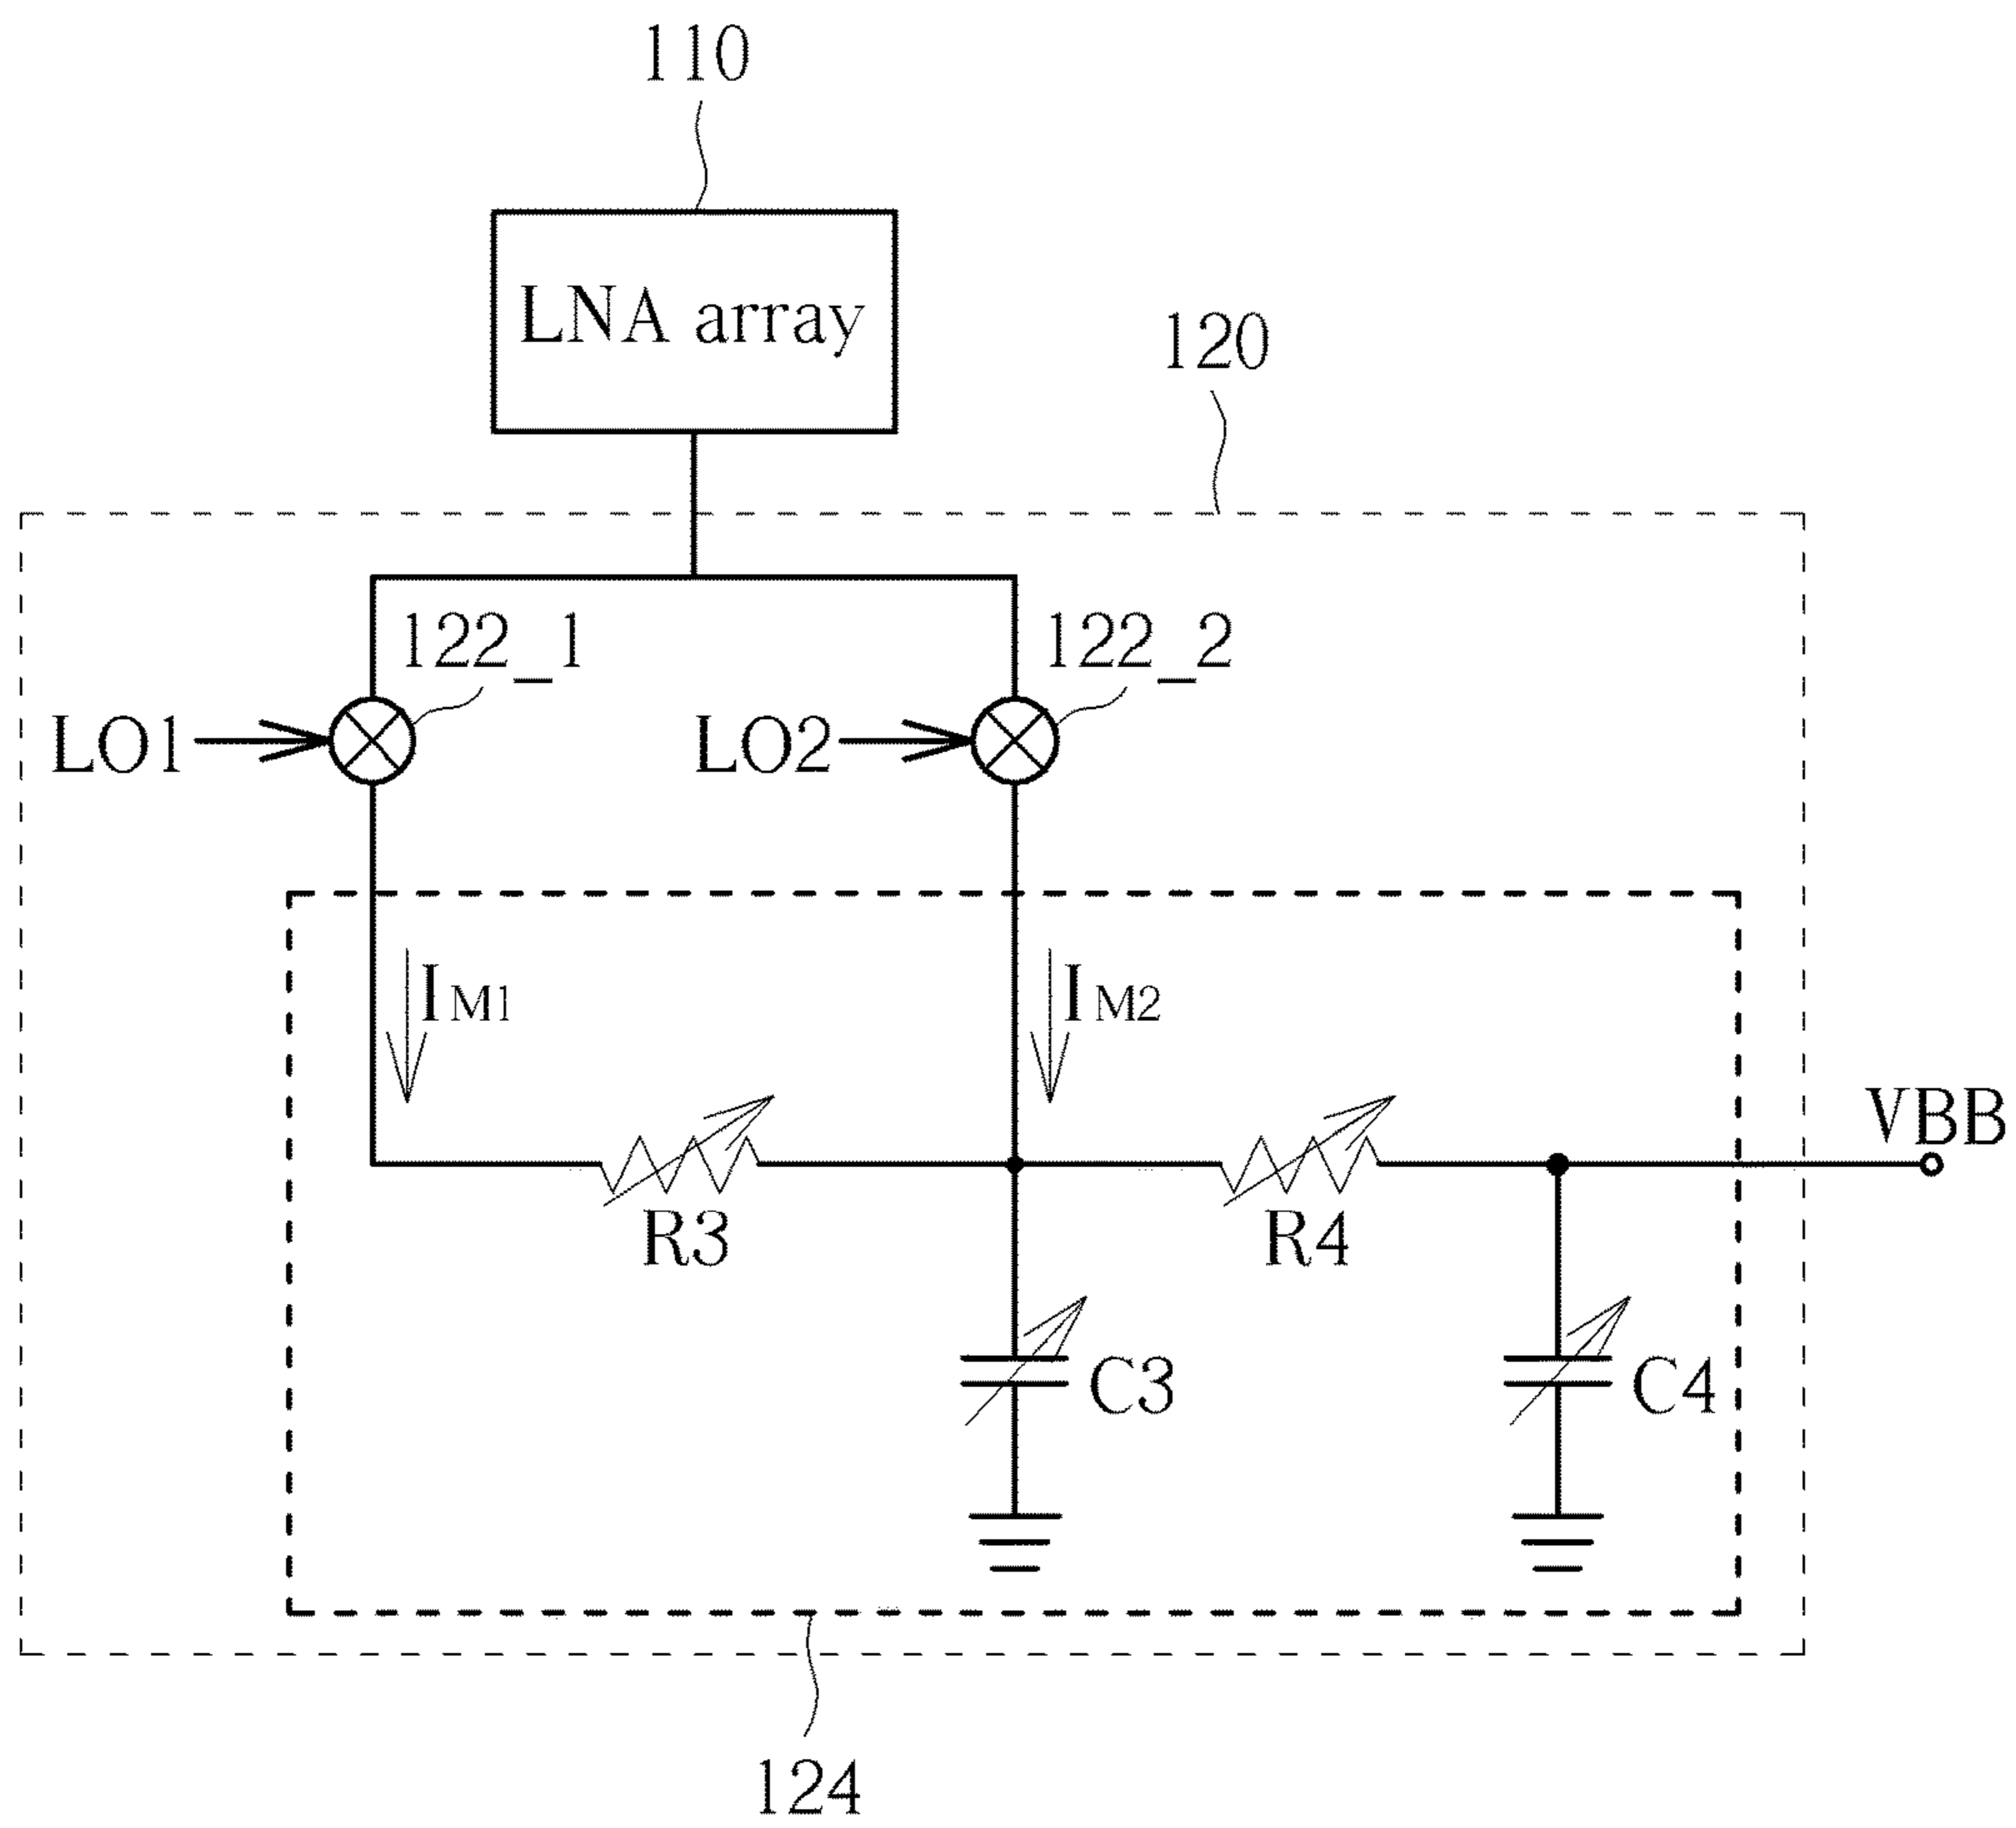 110
LNA array
120
122_1
122_2
LO1
LO2
IM1
IM2
VBB
R3
R4
C3
C4
124